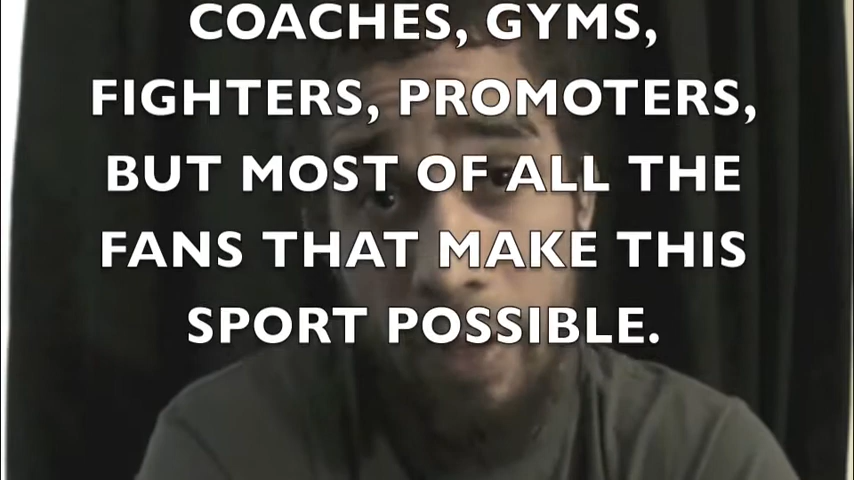 COACHES, GYMS,
FIGHTERS, PROMOTERS,
BUT MOST OF ALL THE
FANS THAT MAKE THIS
SPORT POSSIBLE.